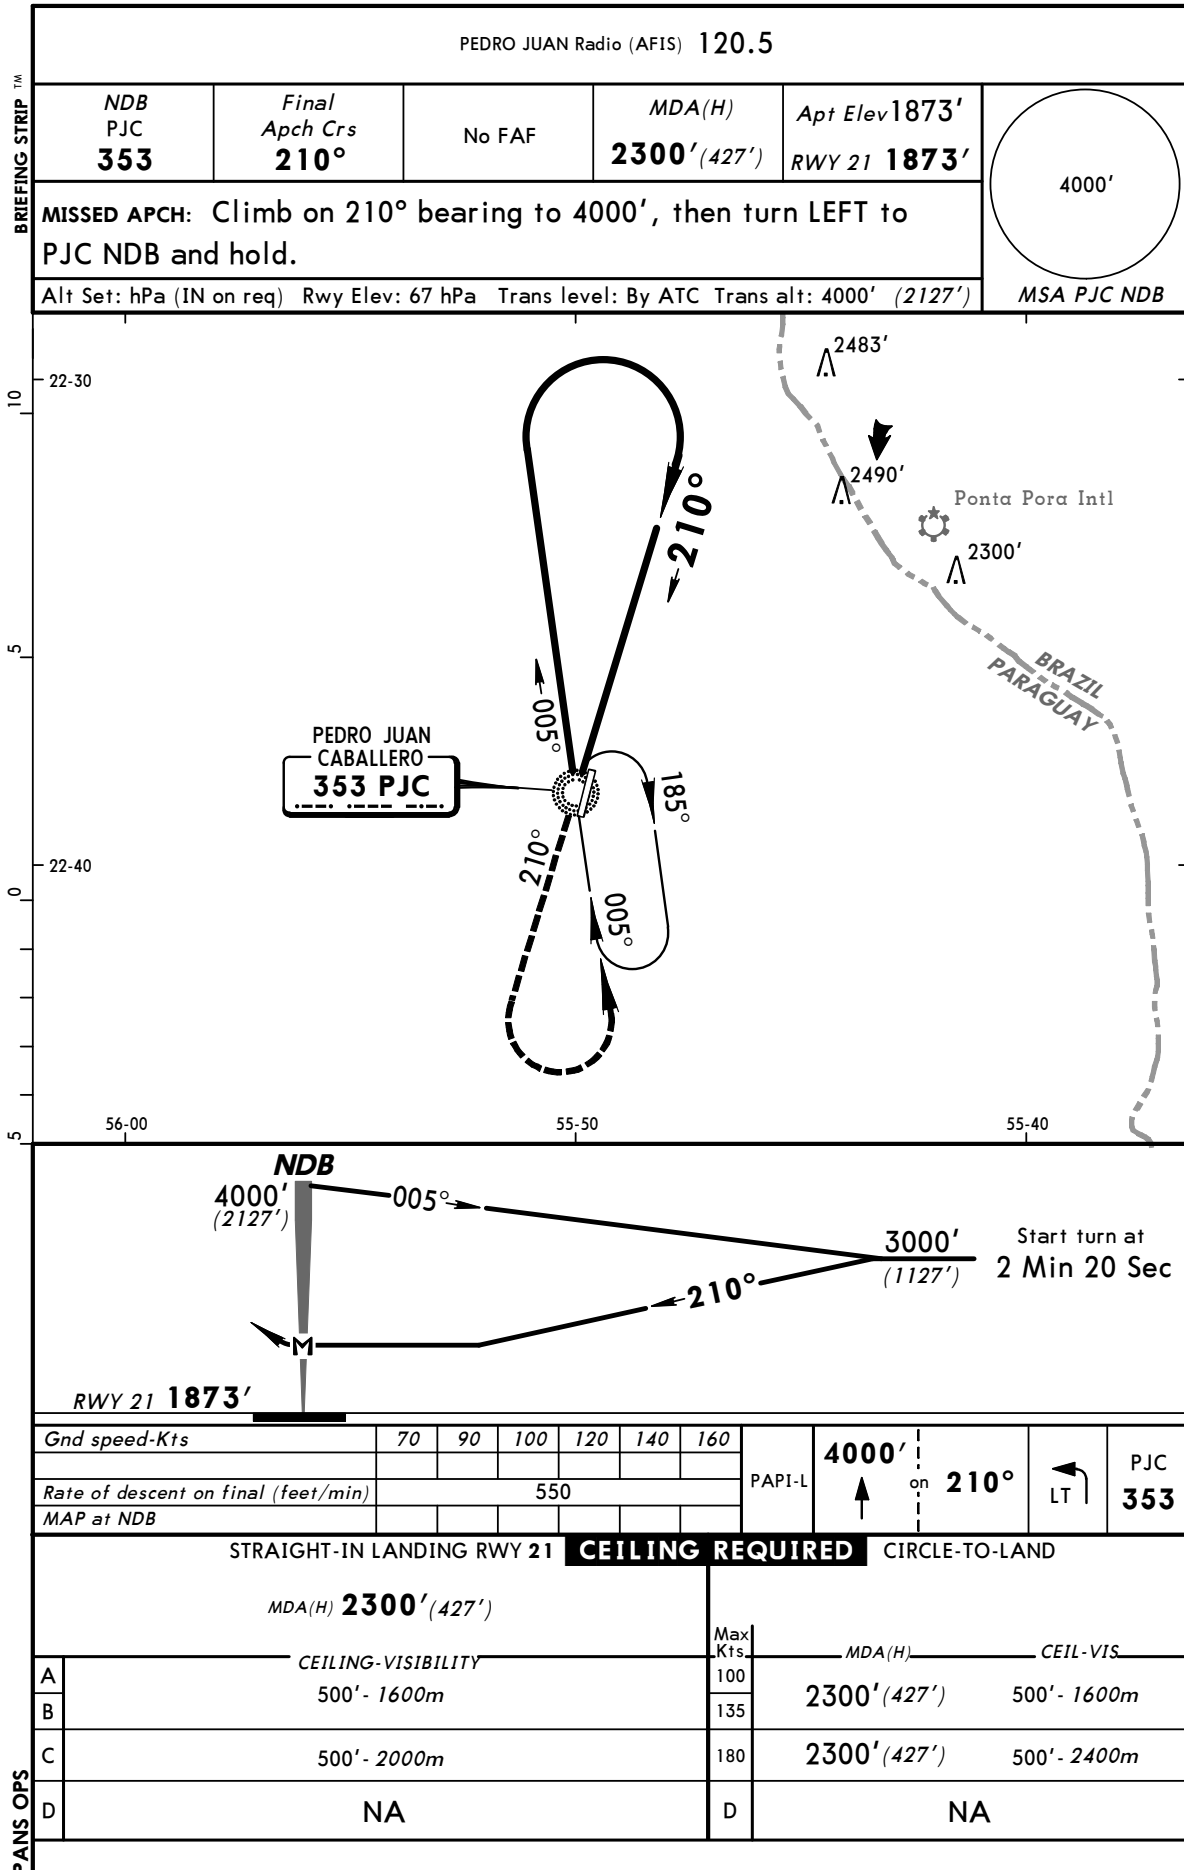 PEDRO JUAN Radio (AFIS) 120.5
BRIEFING STRIP TM
NDB
PJC
353
Final
Apch Crs
210°
No FAF
MDA(H)
2300' (427')
Apt Elev 1873'
RWY 21 1873'
4000'
MSA PJC NDB
MISSED APCH: Climb on 210° bearing to 4000', then turn LEFT to
PJC NDB and hold.
Alt Set: hPa (IN on req) Rwy Elev: 67 hPa Trans level: By ATC Trans alt: 4000' (2127')
2483'
22-30
10
2490'
Ponta Pora Intl
2300'
210°
5
BRAZIL
PARAGUAY
005°
PEDRO JUAN
CABALLERO
353 PJC
185°
210°
22-40
0
005°
5
56-00
55-50
55-40
NDB
4000'
(2127')
005°
3000'
(1127')
Start turn at
2 Min 20 Sec
210°
M
RWY 21 1873'
Gnd speed-Kts 70 90 100 120 140 160
Rate of descent on final (feet/min) 550
MAP at NDB
PAPI-L
4000'
on 210°
LT
PJC
353
STRAIGHT-IN LANDING RWY 21 CEILING REQUIRED CIRCLE-TO-LAND
MDA(H) 2300' (427')
CEILING-VISIBILITY
Max
Kts
MDA(H) CEIL-VIS
A
B
500' - 1600m
100
135
2300' (427') 500' - 1600m
C 500' - 2000m 180 2300' (427') 500' - 2400m
D NA D NA
PANS OPS